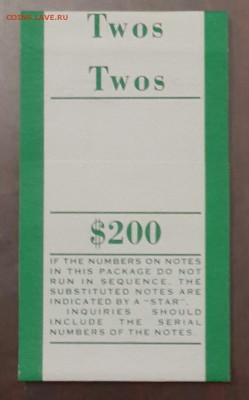 COINS.LAVE.RU
Twos
Twos
$200
IF THE NUMBERS ON NOTES
IN THIS PACKAGE DO NOT
RUN IN SEQUENCE, THE
SUBSTITUTED NOTES ARE
INDICATED BY A "STAR".
INQUIRIES SHOULD
INCLUDE THE SERIAL
NUMBERS OF THE NOTES.